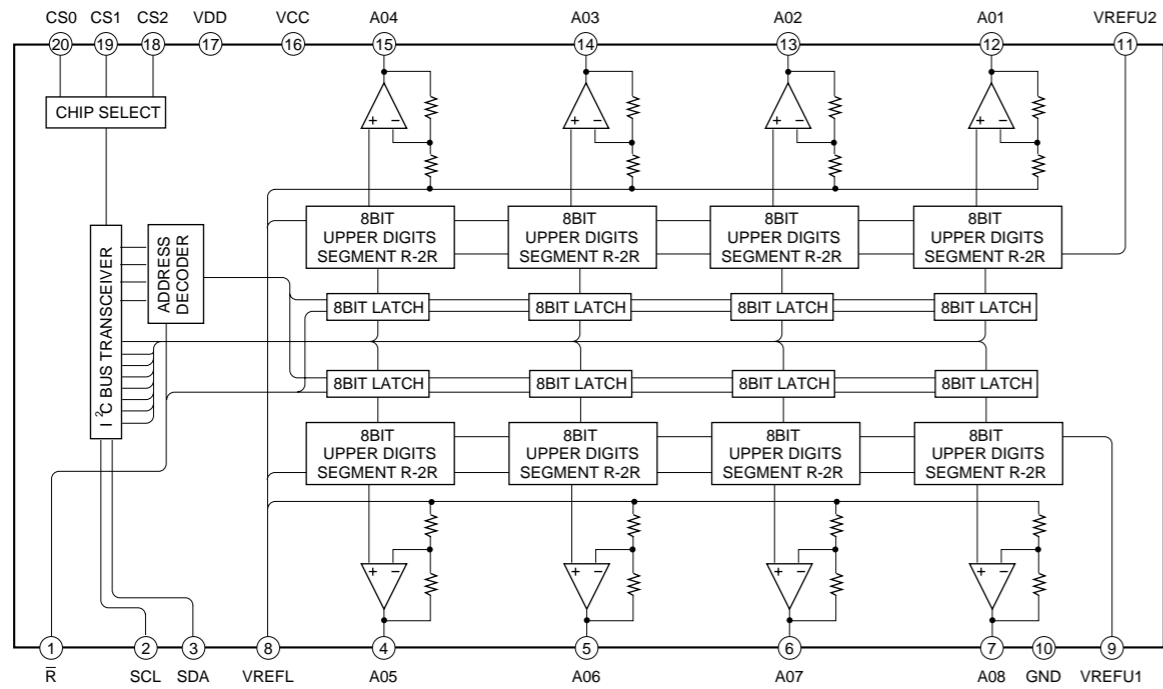 CS0 CS1 CS2 VDD VCC A04 A03 A02 A01 VREFU2
20 19 18 17 16 15 14 13 12 11
CHIP SELECT
+ − + − + − + −
8BIT UPPER DIGITS SEGMENT R-2R
8BIT UPPER DIGITS SEGMENT R-2R
8BIT UPPER DIGITS SEGMENT R-2R
8BIT UPPER DIGITS SEGMENT R-2R
I²C BUS TRANSCEIVER
ADDRESS DECODER
8BIT LATCH 8BIT LATCH 8BIT LATCH 8BIT LATCH
8BIT LATCH 8BIT LATCH 8BIT LATCH 8BIT LATCH
8BIT UPPER DIGITS SEGMENT R-2R
8BIT UPPER DIGITS SEGMENT R-2R
8BIT UPPER DIGITS SEGMENT R-2R
8BIT UPPER DIGITS SEGMENT R-2R
+ − + − + − + −
1 2 3 8 4 5 6 7 10 9
R̅ SCL SDA VREFL A05 A06 A07 A08 GND VREFU1